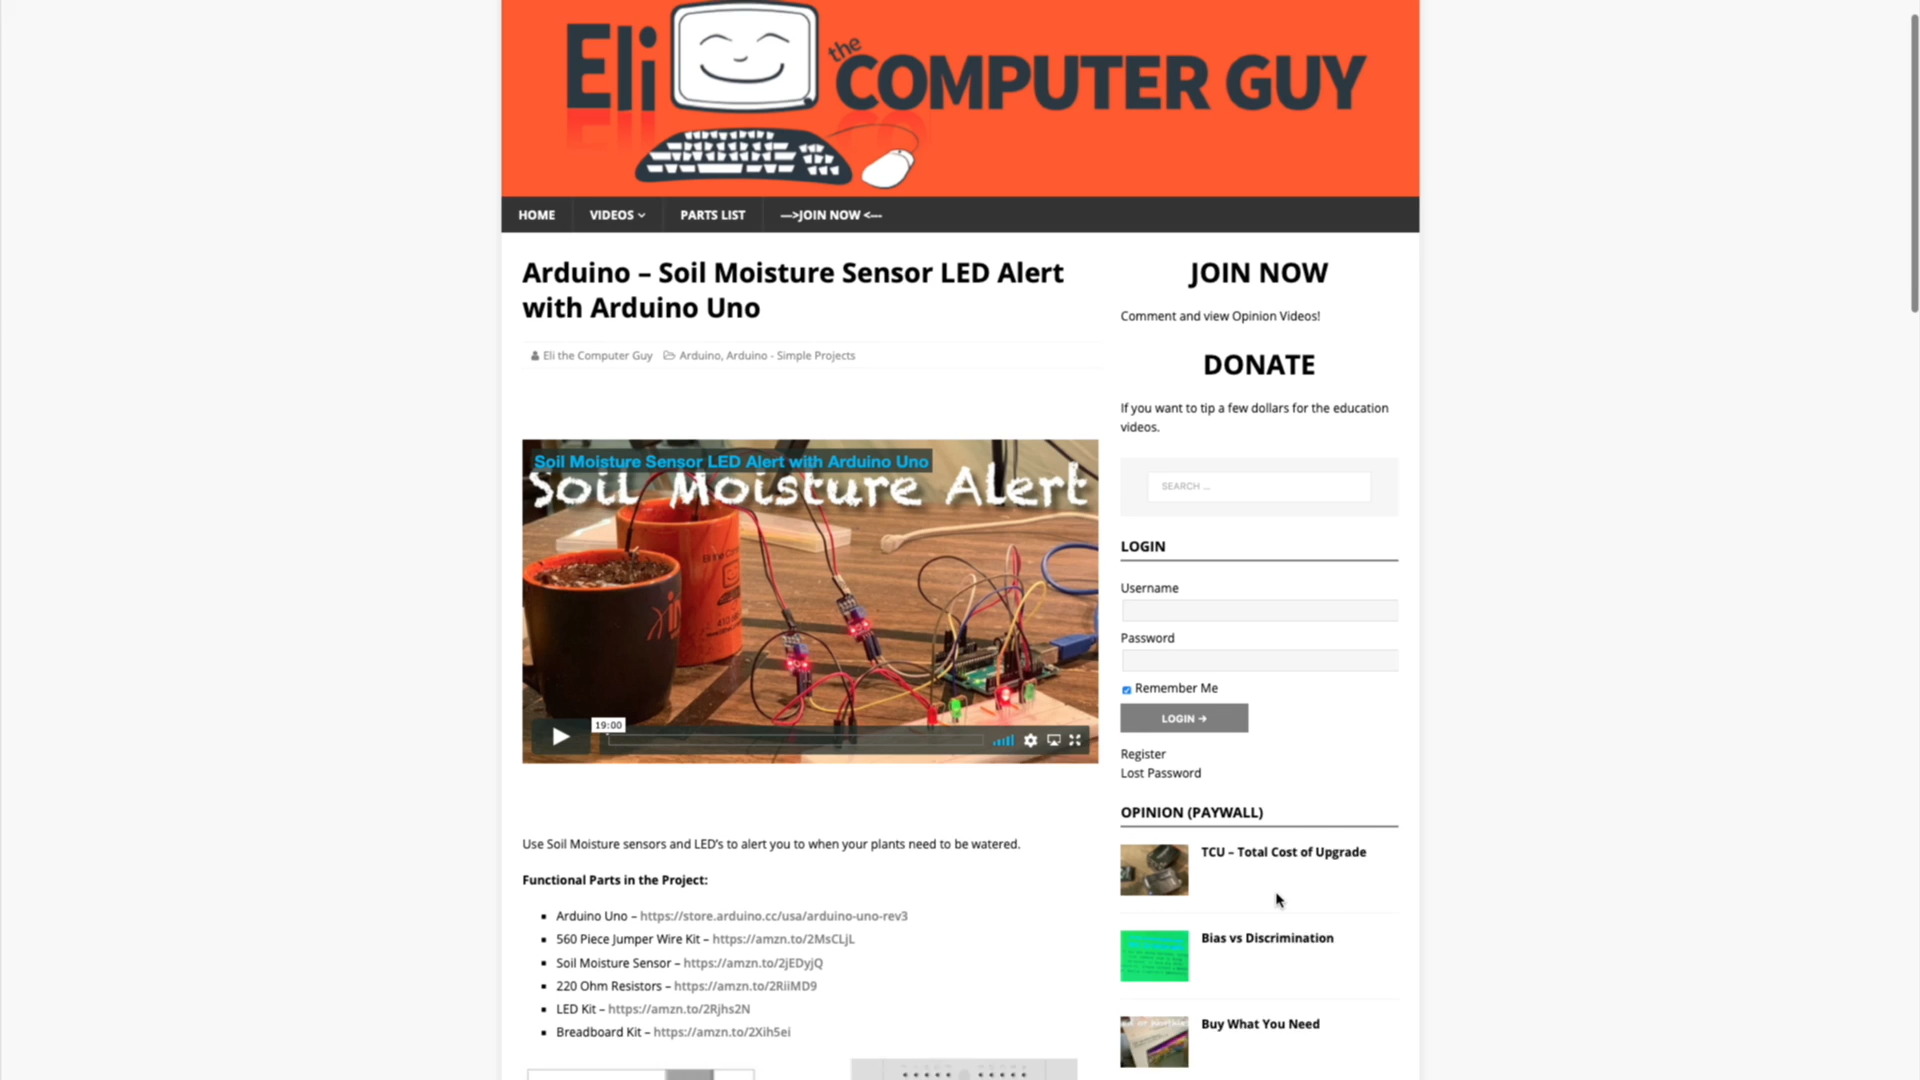 Eli the COMPUTER GUY
HOME
VIDEOS
PARTS LIST
—>JOIN NOW <—
Arduino – Soil Moisture Sensor LED Alert
with Arduino Uno
Eli the Computer Guy
Arduino, Arduino - Simple Projects
Soil Moisture Sensor LED Alert with Arduino Uno
Soil Moisture Alert
19:00
Use Soil Moisture sensors and LED's to alert you to when your plants need to be watered.
Functional Parts in the Project:
Arduino Uno – https://store.arduino.cc/usa/arduino-uno-rev3
560 Piece Jumper Wire Kit – https://amzn.to/2MsCLjL
Soil Moisture Sensor – https://amzn.to/2jEDyjQ
220 Ohm Resistors – https://amzn.to/2RiiMD9
LED Kit – https://amzn.to/2Rjhs2N
Breadboard Kit – https://amzn.to/2Xih5ei
JOIN NOW
Comment and view Opinion Videos!
DONATE
If you want to tip a few dollars for the education
videos.
SEARCH ...
LOGIN
Username
Password
Remember Me
LOGIN →
Register
Lost Password
OPINION (PAYWALL)
TCU – Total Cost of Upgrade
Bias vs Discrimination
Buy What You Need